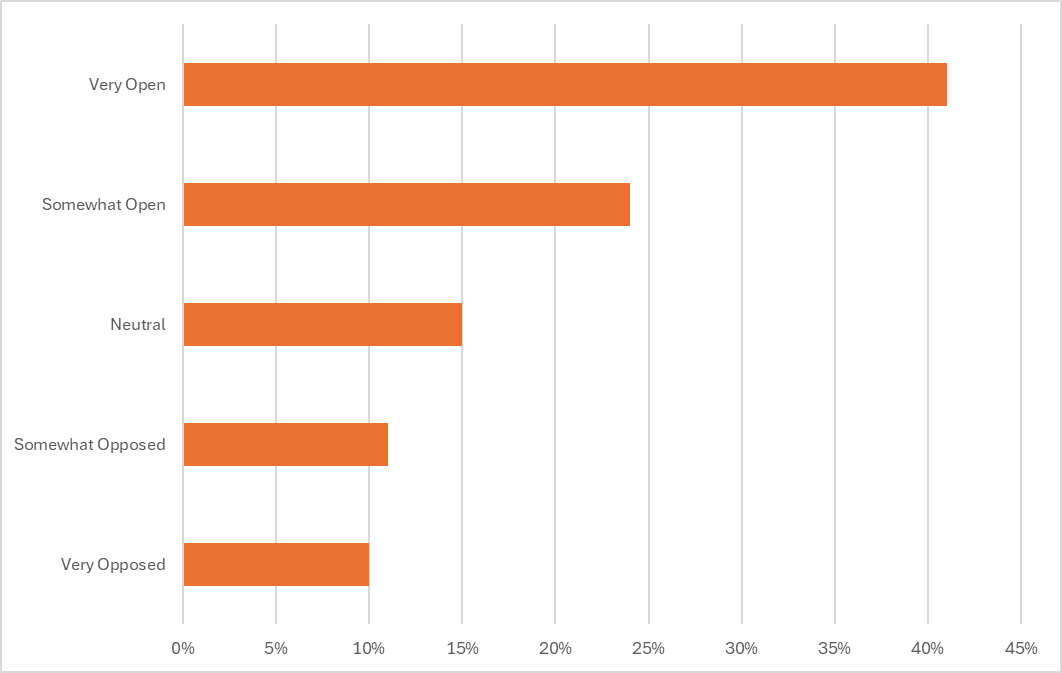 Very Open
Somewhat Open
Neutral
Somewhat Opposed
Very Opposed
0% 5% 10% 15% 20% 25% 30% 35% 40% 45%